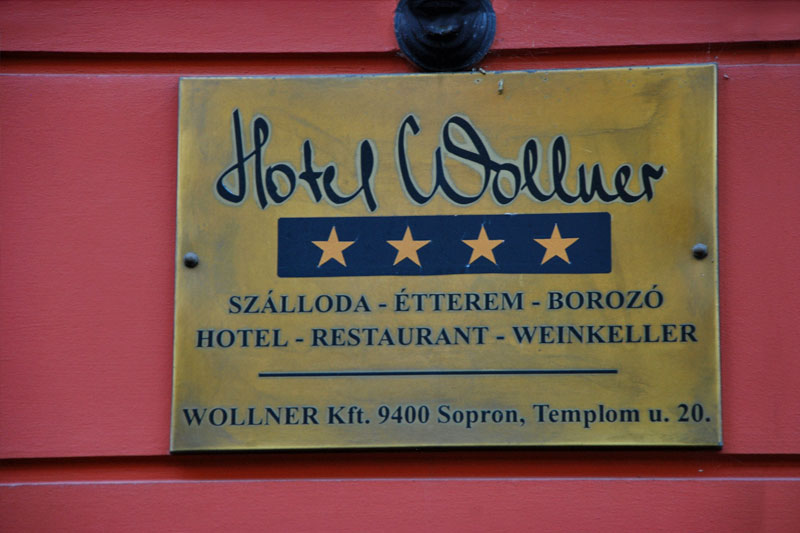 Hotel Wollner
SZÁLLODA - ÉTTEREM - BOROZÓ
HOTEL - RESTAURANT - WEINKELLER
WOLLNER Kft. 9400 Sopron, Templom u. 20.